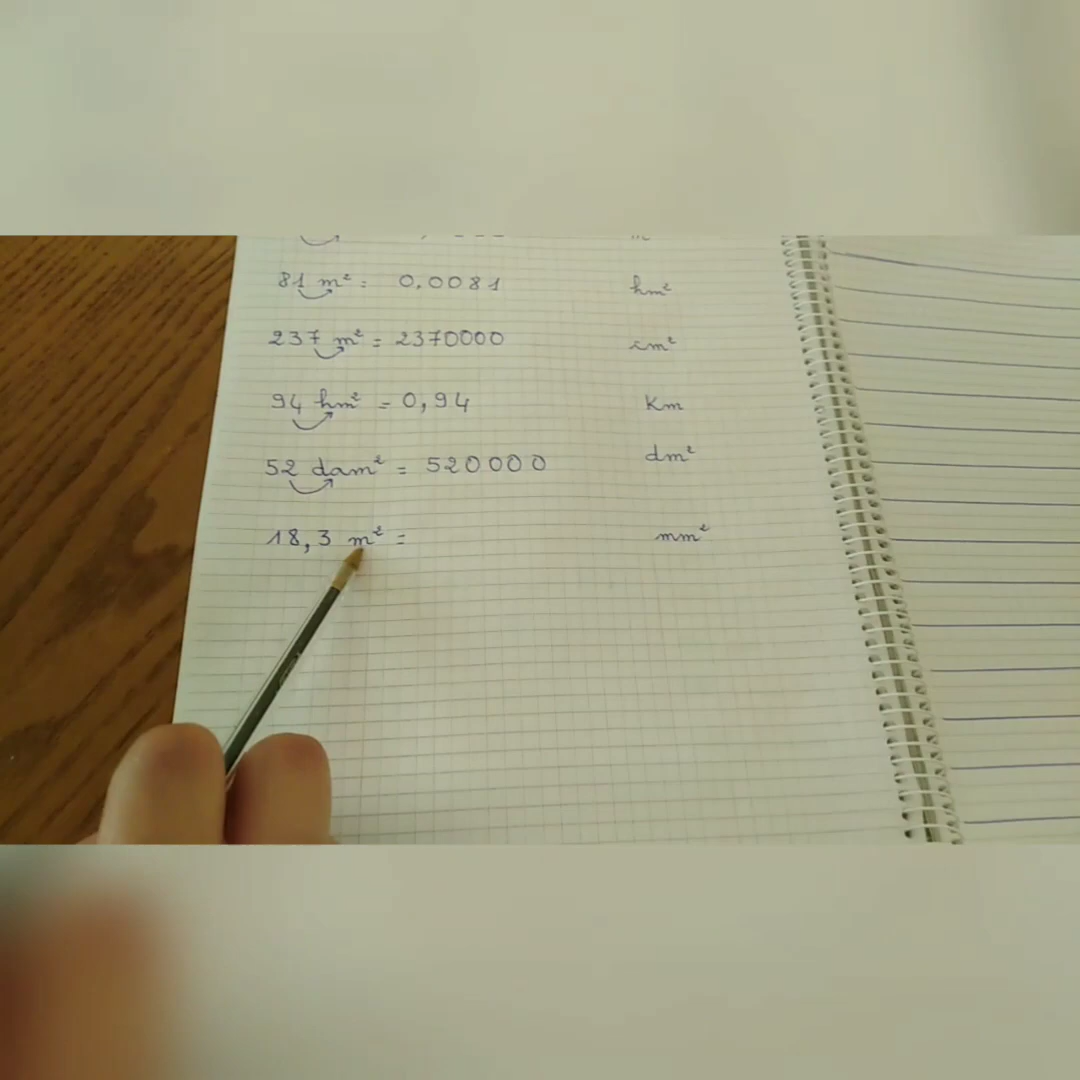 81 m² = 0,0081 hm²
237 m² = 2370000 cm²
94 hm² = 0,94 Km
52 dam² = 520000 dm²
18,3 m² = mm²